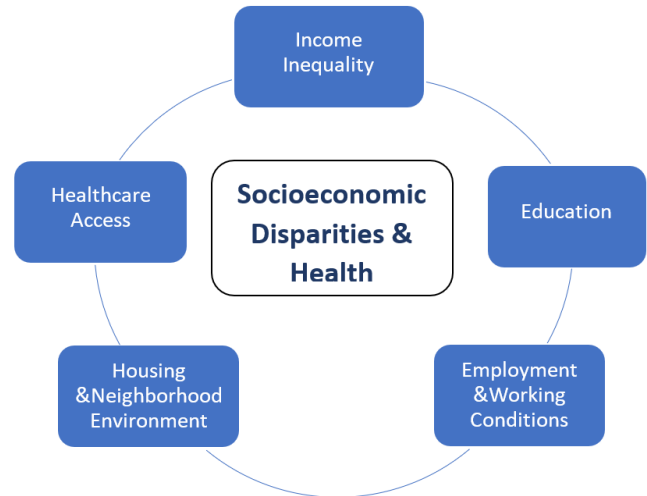 Income
Inequality
Healthcare
Access
Socioeconomic
Disparities &
Health
Education
Housing
&Neighborhood
Environment
Employment
&Working
Conditions